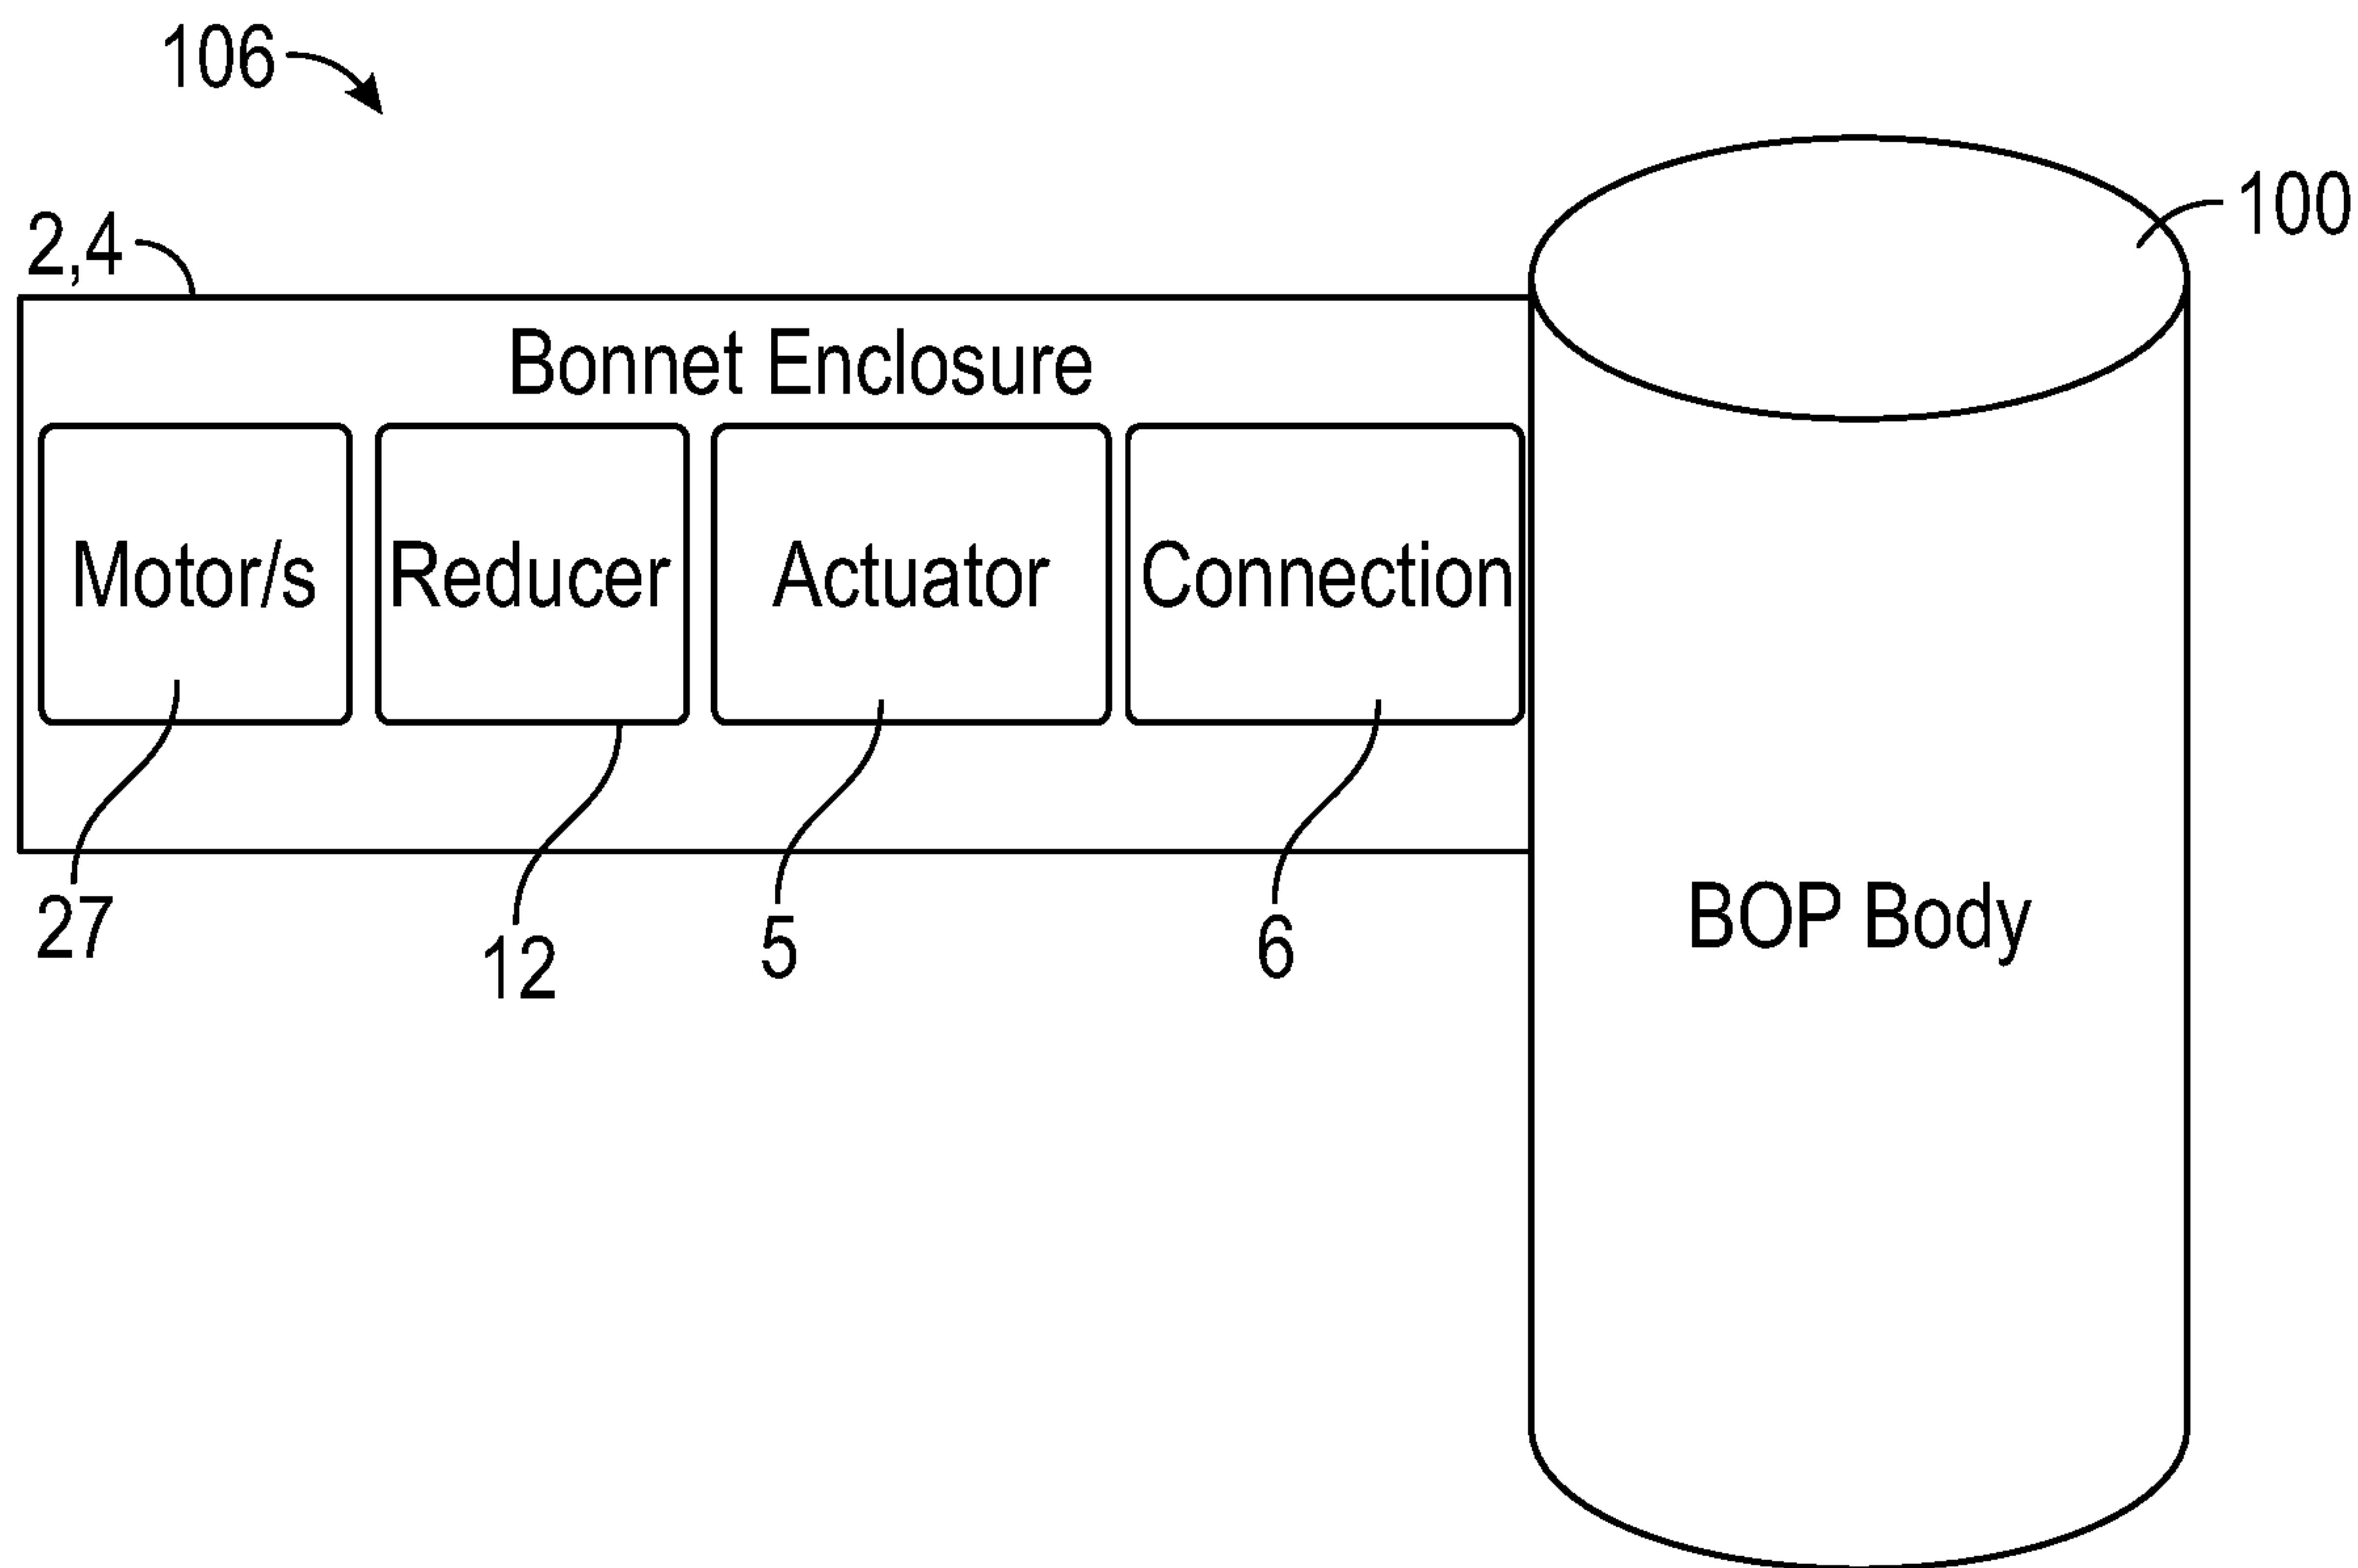 106
100
2,4
Bonnet Enclosure
Motor/s Reducer Actuator Connection
27
12
5
6
BOP Body